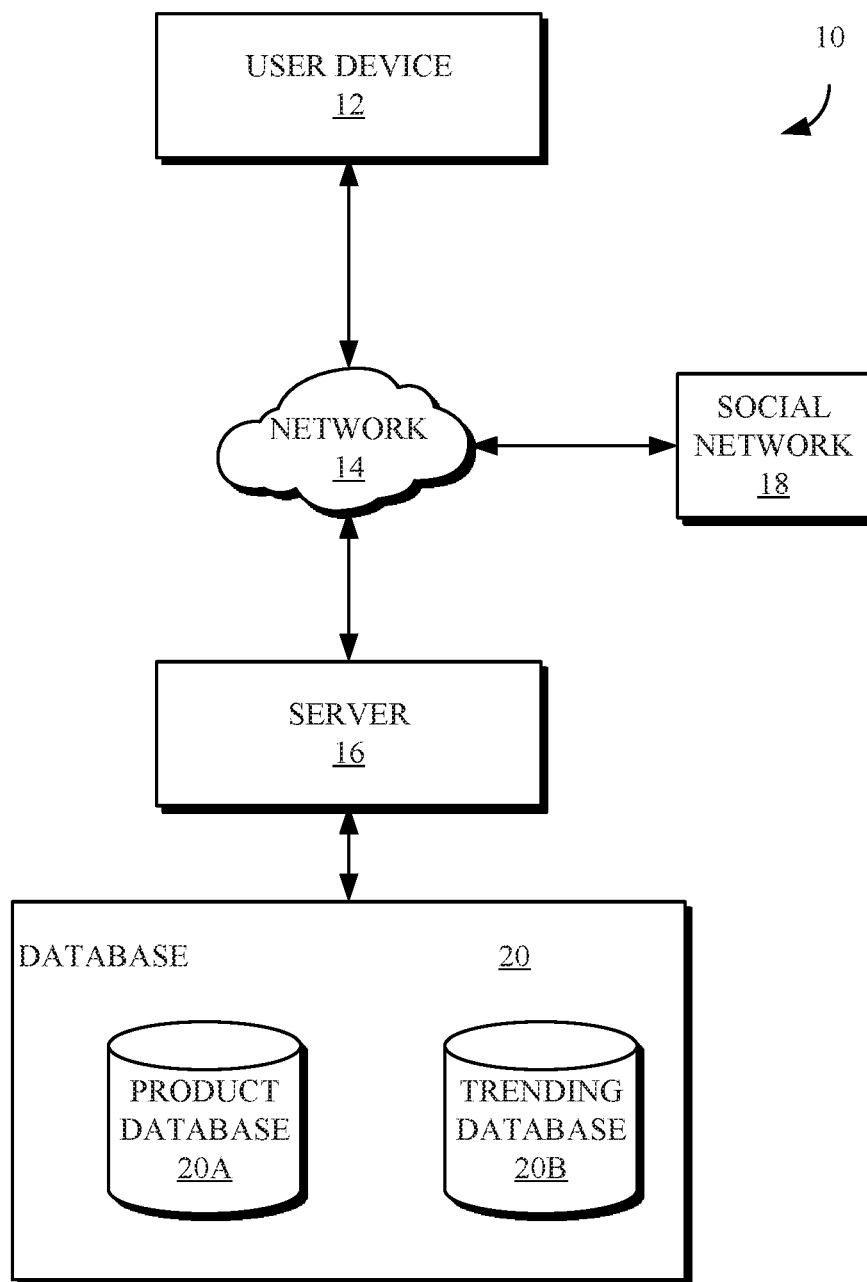 10
USER DEVICE
12
NETWORK
14
SOCIAL
NETWORK
18
SERVER
16
DATABASE 20
PRODUCT
DATABASE
20A
TRENDING
DATABASE
20B